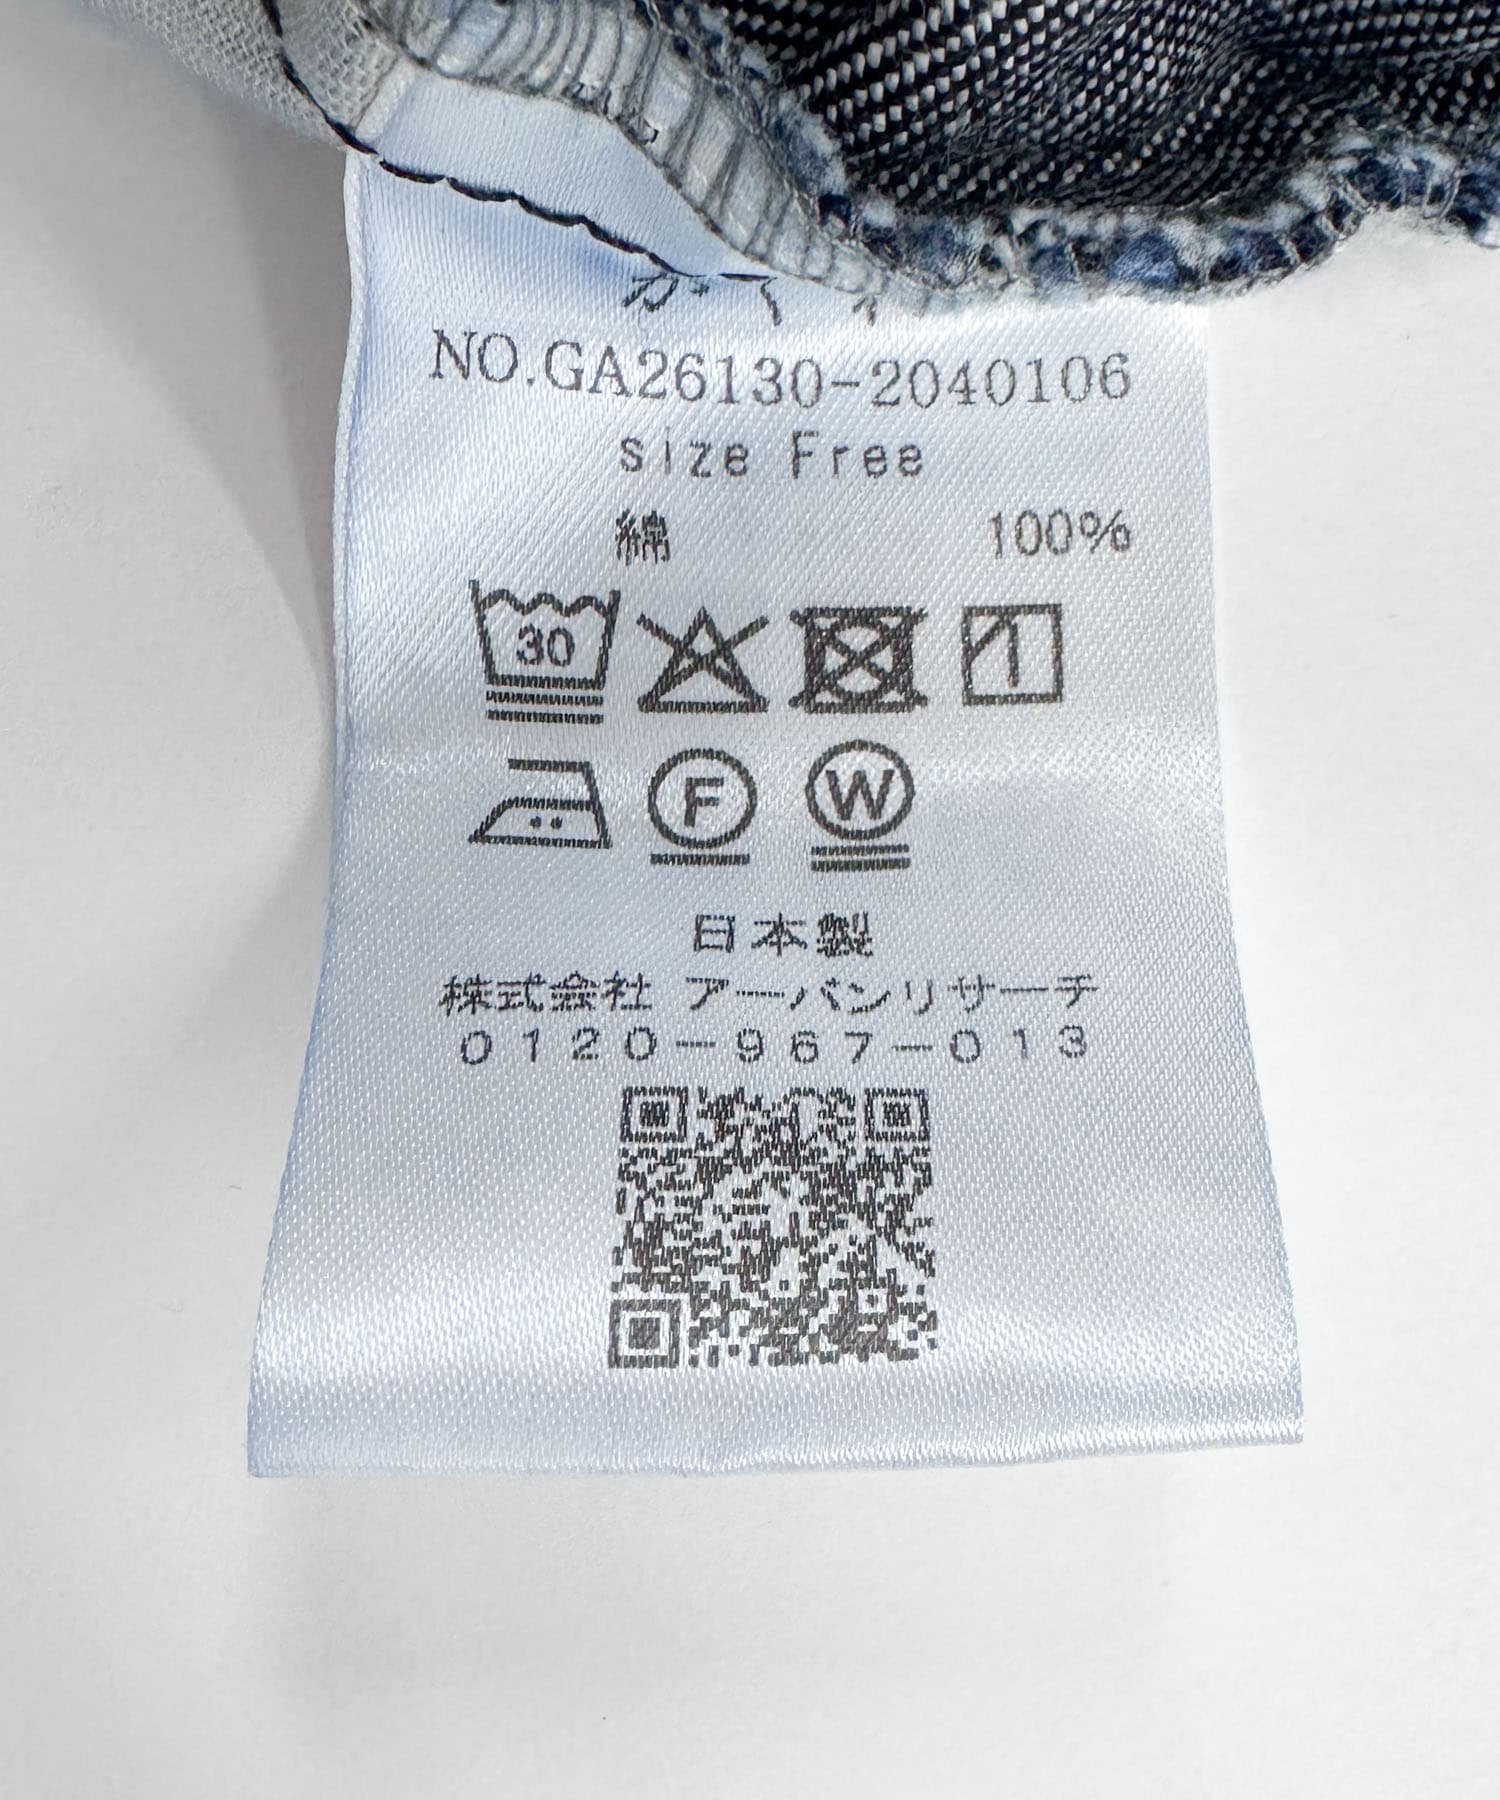 NO.GA26130-2040106
size Free
綿 100%
30
F
W
日本製
株式会社 アーバンリサーチ
0120-967-013